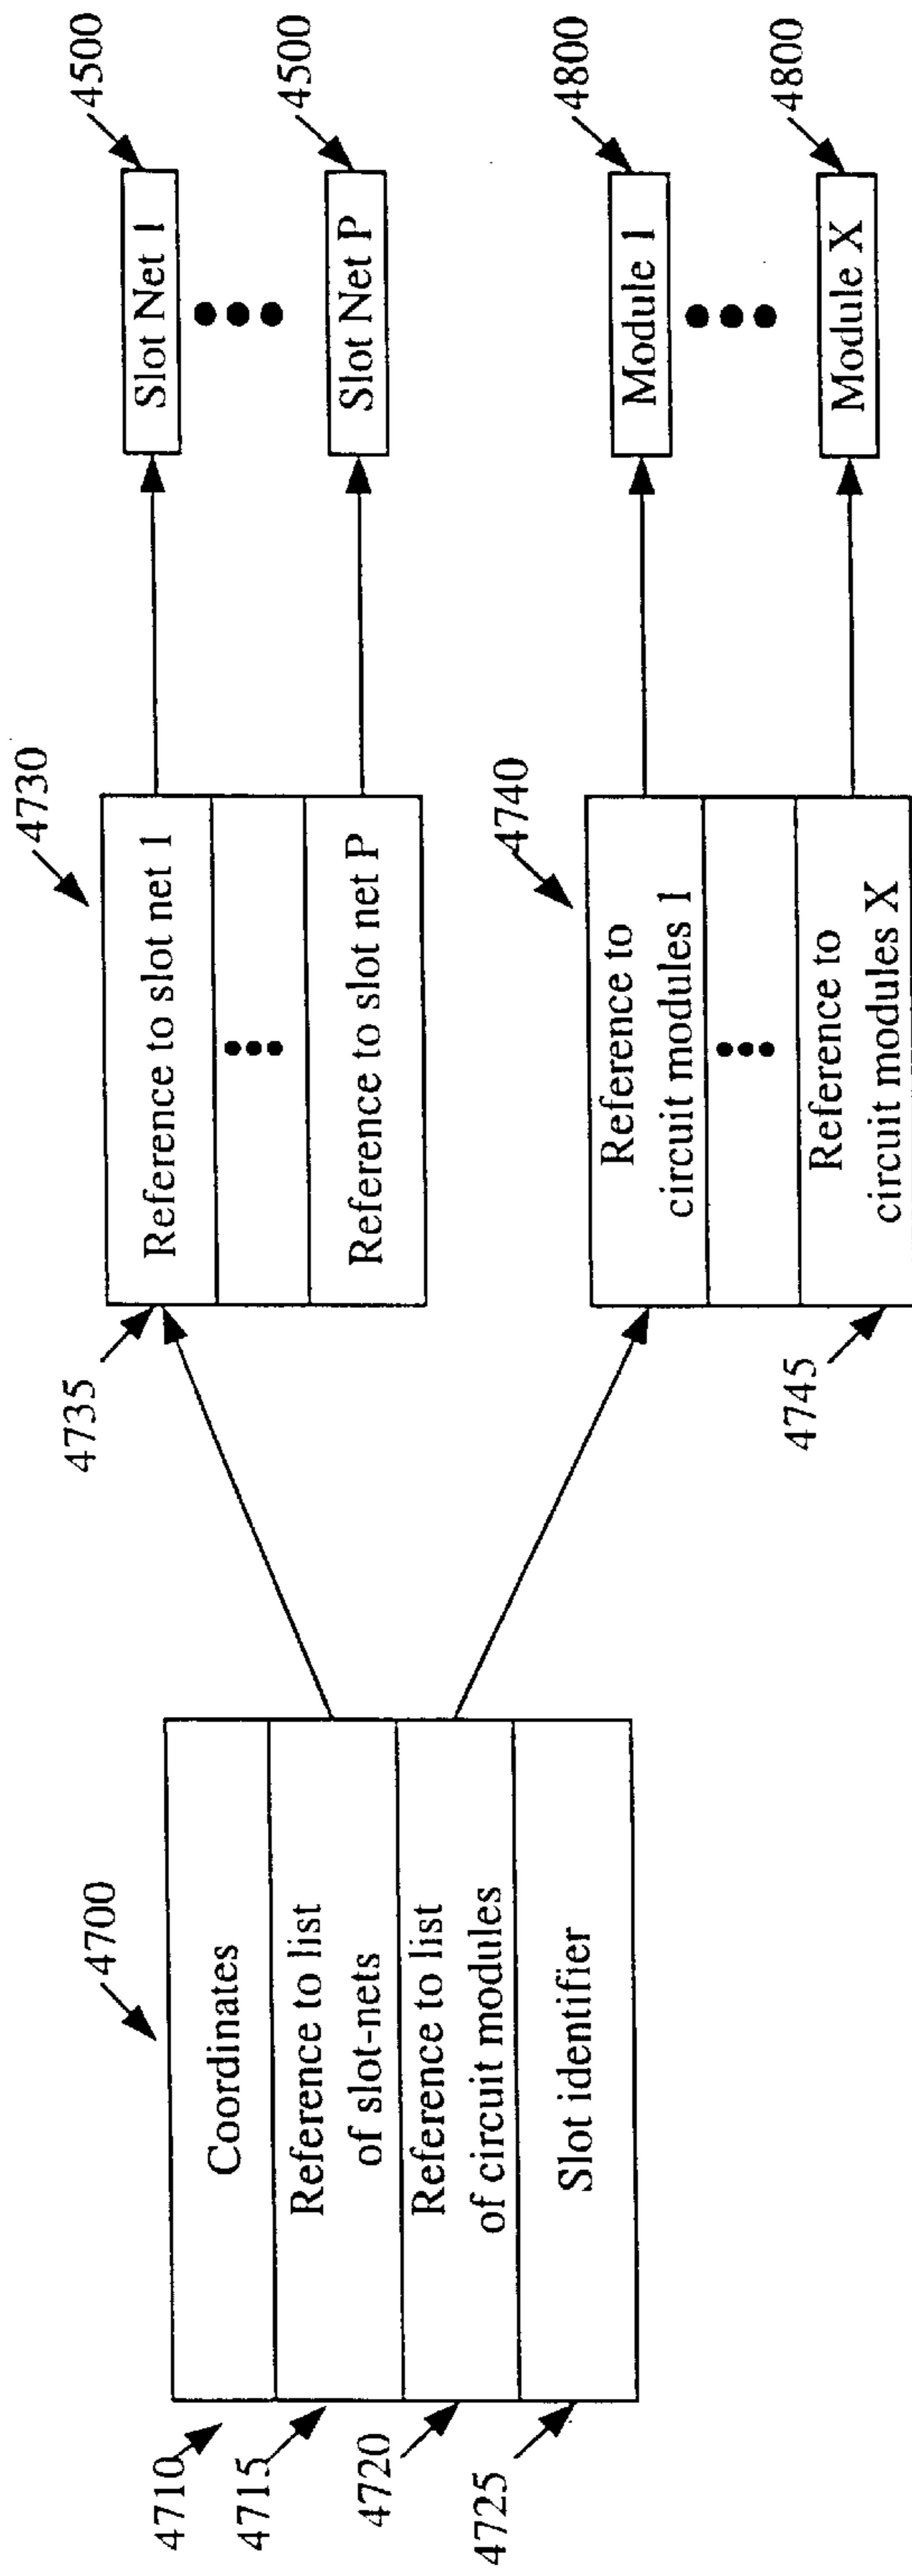 4700
4710
Coordinates
4715
Reference to list
of slot-nets
4720
Reference to list
of circuit modules
4725
Slot identifier
4730
4735
Reference to slot net 1
Reference to slot net P
4740
Reference to
circuit modules 1
Reference to
circuit modules X
4745
4500
Slot Net 1
4500
Slot Net P
4800
Module 1
4800
Module X